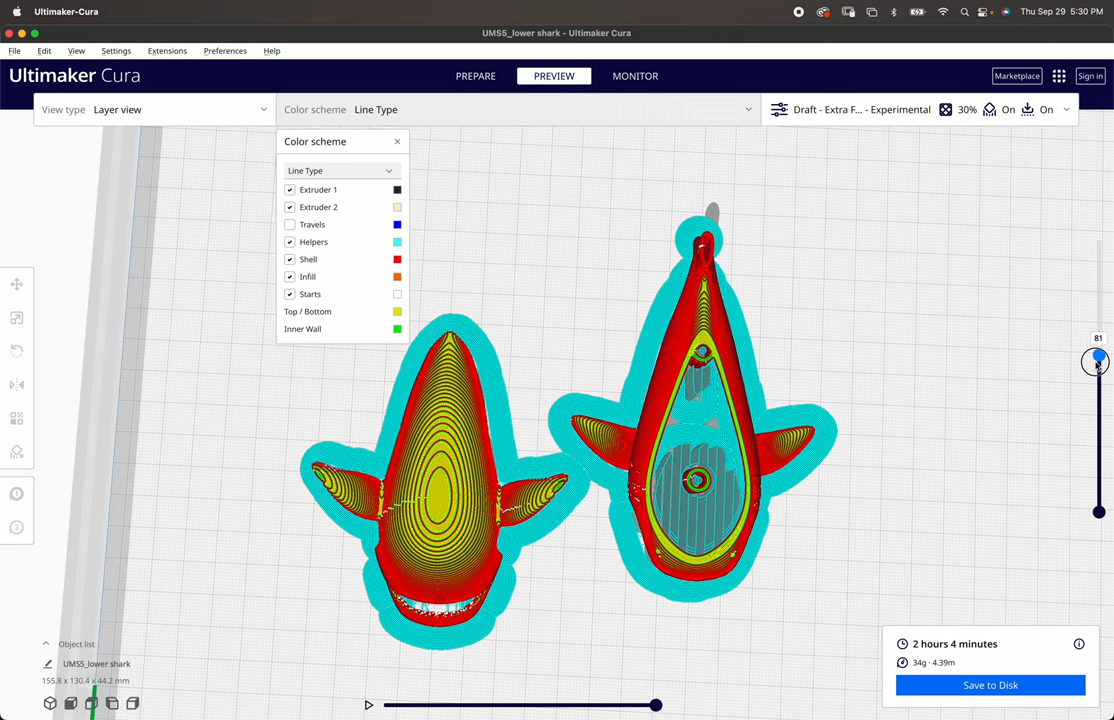 Ultimaker-Cura
Thu Sep 29 5:30 PM
UMS5_lower shark - Ultimaker Cura
File Edit View Settings Extensions Preferences Help
Ultimaker Cura
PREPARE PREVIEW MONITOR
Marketplace Sign in
View type Layer view
Color scheme Line Type
Draft - Extra F... - Experimental 30% On On
Color scheme
Line Type
Extruder 1
Extruder 2
Travels
Helpers
Shell
Infill
Starts
Top / Bottom
Inner Wall
81
1
2
Object list
UMS5_lower shark
155.8 x 130.4 x 44.2 mm
2 hours 4 minutes
34g · 4.39m
Save to Disk